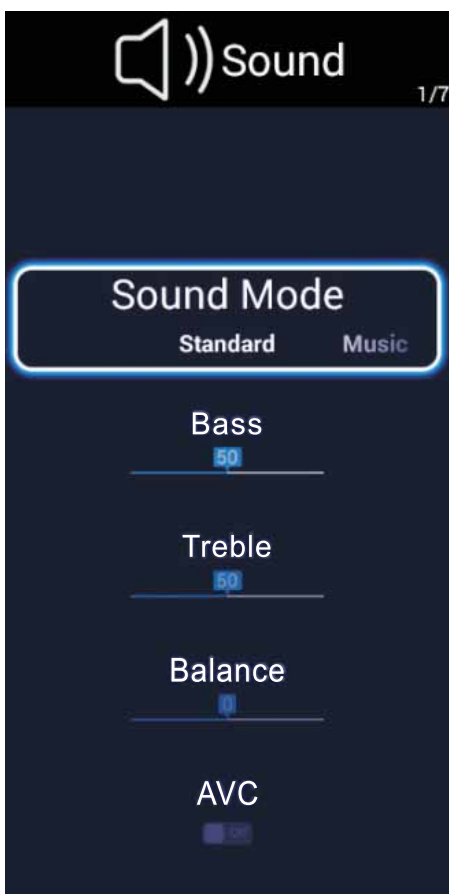 Sound
1/7
Sound Mode
Standard Music
Bass
50
Treble
50
Balance
0
AVC
Off